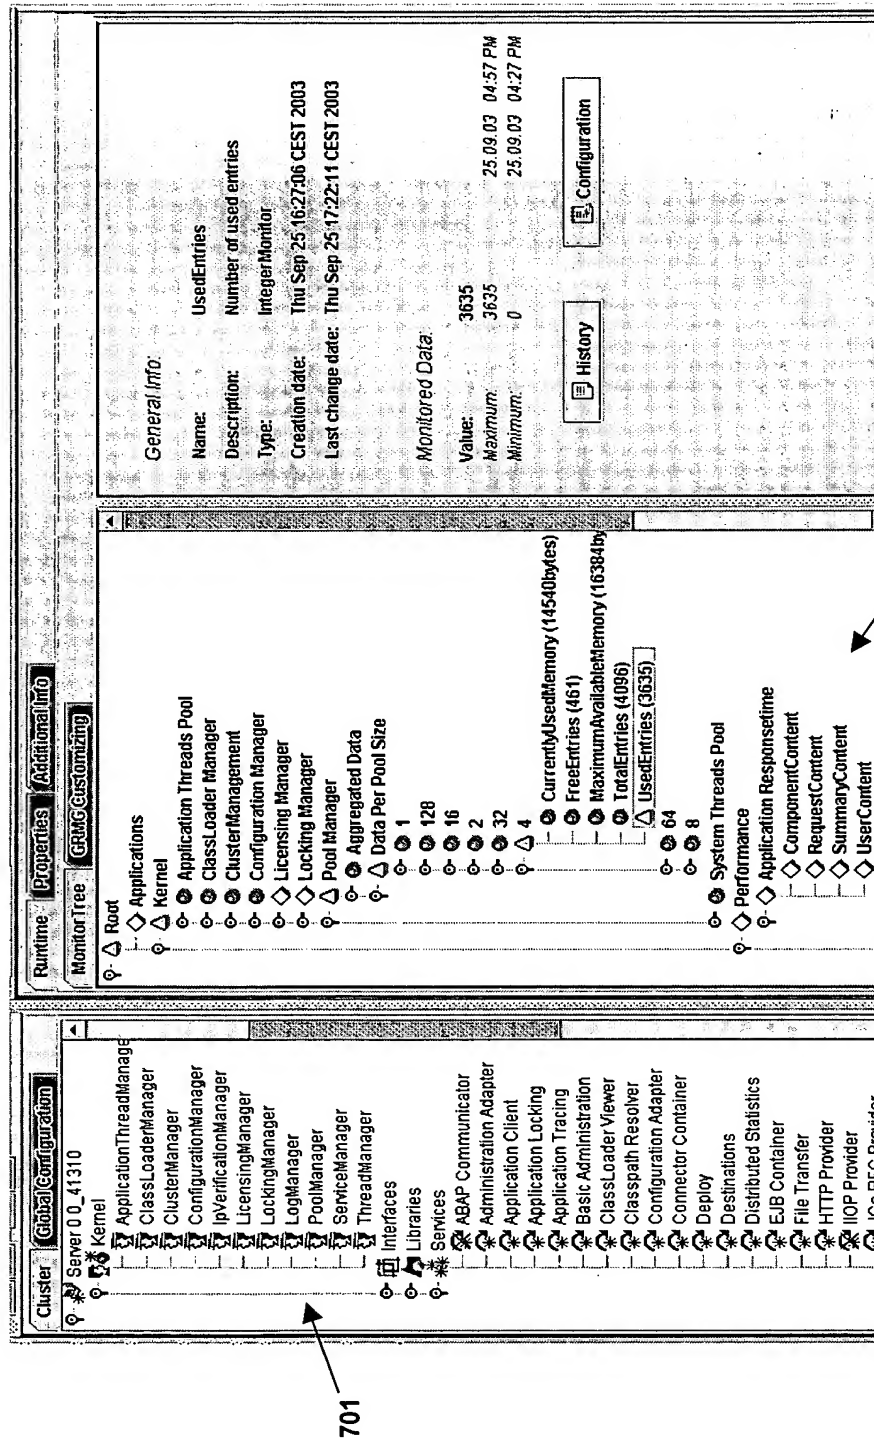 Cluster Global Configuration
Server 0 0_41310
Kernel
ApplicationThreadManage
ClassLoaderManager
ClusterManager
ConfigurationManager
IpVerificationManager
LicensingManager
LockingManager
LogManager
PoolManager
ServiceManager
ThreadManager
Interfaces
Libraries
Services
ABAP Communicator
Administration Adapter
Application Client
Application Locking
Application Tracing
Basic Administration
ClassLoader Viewer
Classpath Resolver
Configuration Adapter
Connector Container
Deploy
Destinations
Distributed Statistics
EJB Container
File Transfer
HTTP Provider
IIOP Provider
JCo RFC Provider
701
Runtime Properties Additional Info
MonitorTree GRMG Customizing
Root
Applications
Kernel
Application Threads Pool
ClassLoader Manager
ClusterManagement
Configuration Manager
Licensing Manager
Locking Manager
Pool Manager
Aggregated Data
Data Per Pool Size
1
128
16
2
32
4
CurrentlyUsedMemory (14540bytes)
FreeEntries (461)
MaximumAvailableMemory (16384by
TotalEntries (4096)
UsedEntries (3635)
64
8
System Threads Pool
Performance
Application Responsetime
ComponentContent
RequestContent
SummaryContent
UserContent
General Info:
Name: UsedEntries
Description: Number of used entries
Type: IntegerMonitor
Creation date: Thu Sep 25 16:27:06 CEST 2003
Last change date: Thu Sep 25 17:22:11 CEST 2003
Monitored Data:
Value: 3635
Maximum: 3635 25.09.03 04:57 PM
Minimum: 0 25.09.03 04:27 PM
History Configuration